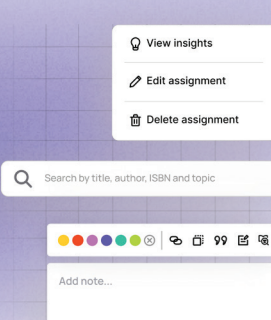 View insights
Edit assignment
Delete assignment
Search by title, author, ISBN and topic
Add note...